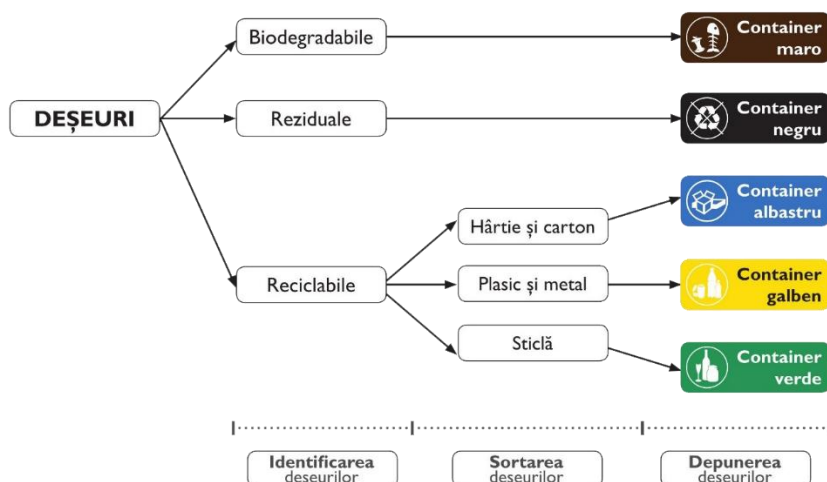 Biodegradabile
Container
maro
DEȘEURI
Reziduale
Container
negru
Hârtie și carton
Container
albastru
Reciclabile
Plasic și metal
Container
galben
Sticlă
Container
verde
Identificarea
deseurilor
Sortarea
deseurilor
Depunerea
deseurilor